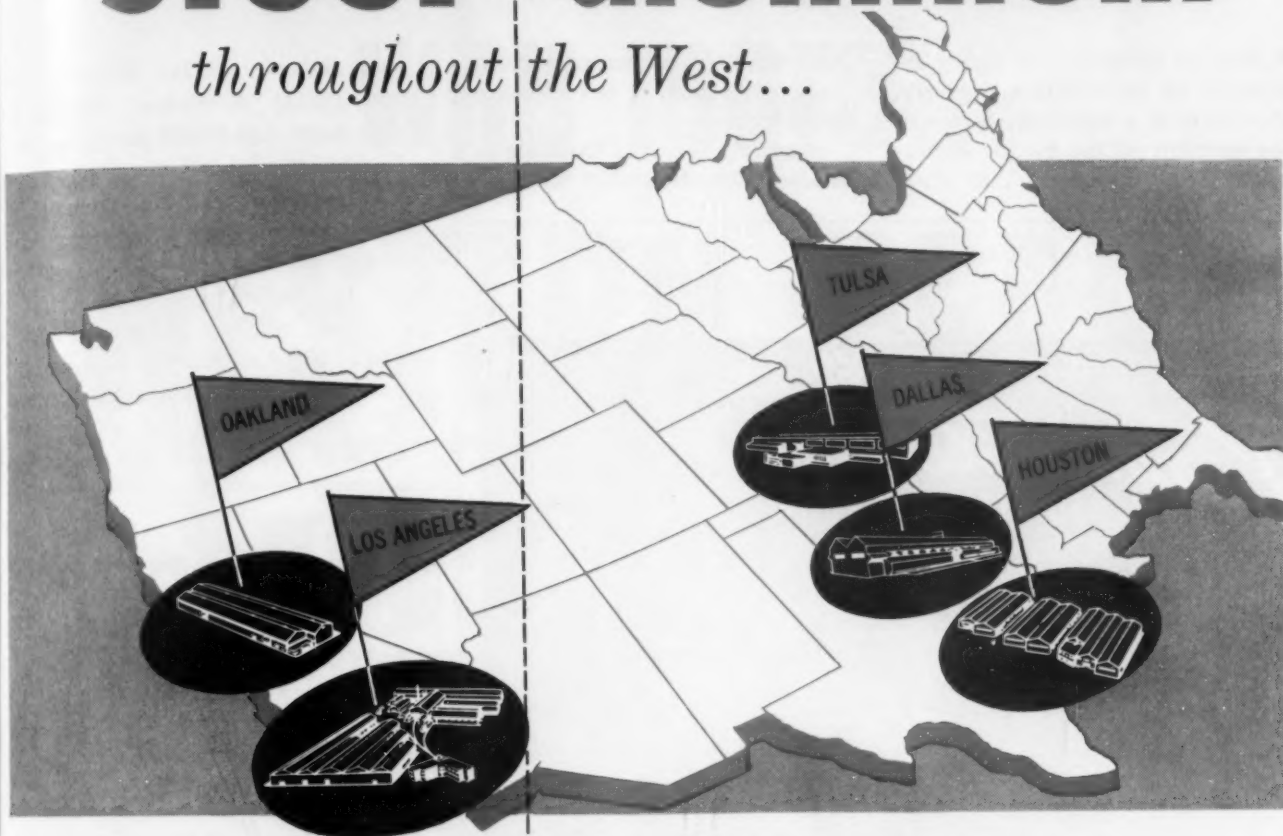 throughout the West...
TULSA
DALLAS
OAKLAND
HOUSTON
LOS ANGELES